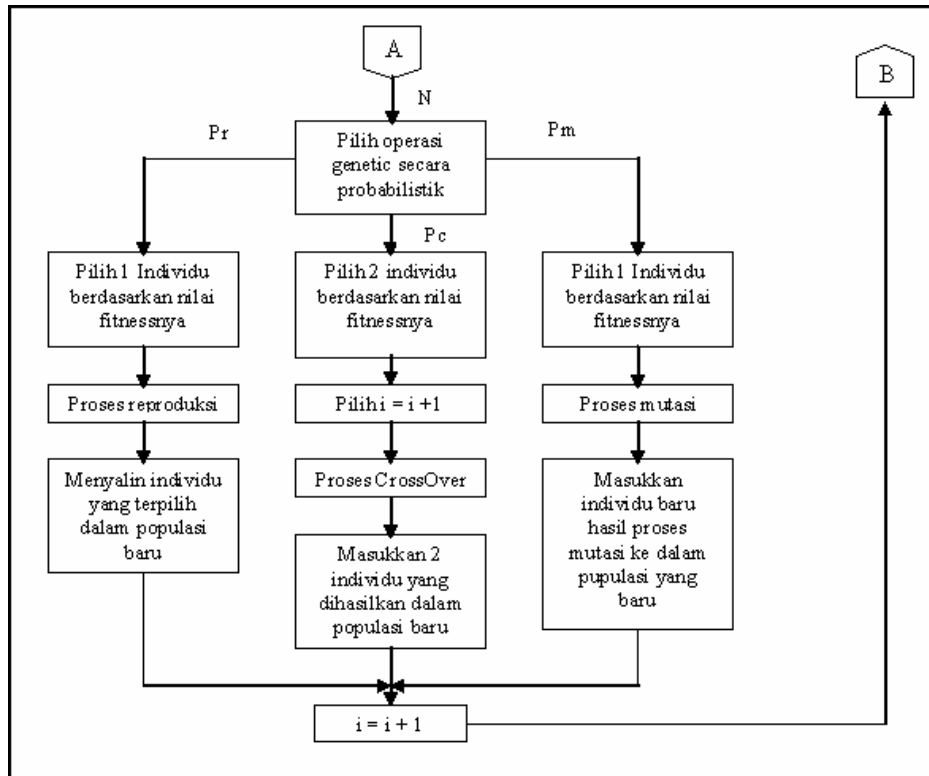 A
B
N
Pr
Pilih operasi
genetic secara
probabilistik
Pm
Pc
Pilih 1 Individu
berdasarkan nilai
fitnessnya
Pilih 2 individu
berdasarkan nilai
fitnessnya
Pilih 1 Individu
berdasarkan nilai
fitnessnya
Proses reproduksi
Pilih i = i +1
Proses mutasi
Menyalin individu
yang terpilih
dalam populasi
baru
Proses CrossOver
Masukkan
individu baru
hasil proses
mutasi ke dalam
pupulasi yang
baru
Masukkan 2
individu yang
dihasilkan dalam
populasi baru
i = i + 1